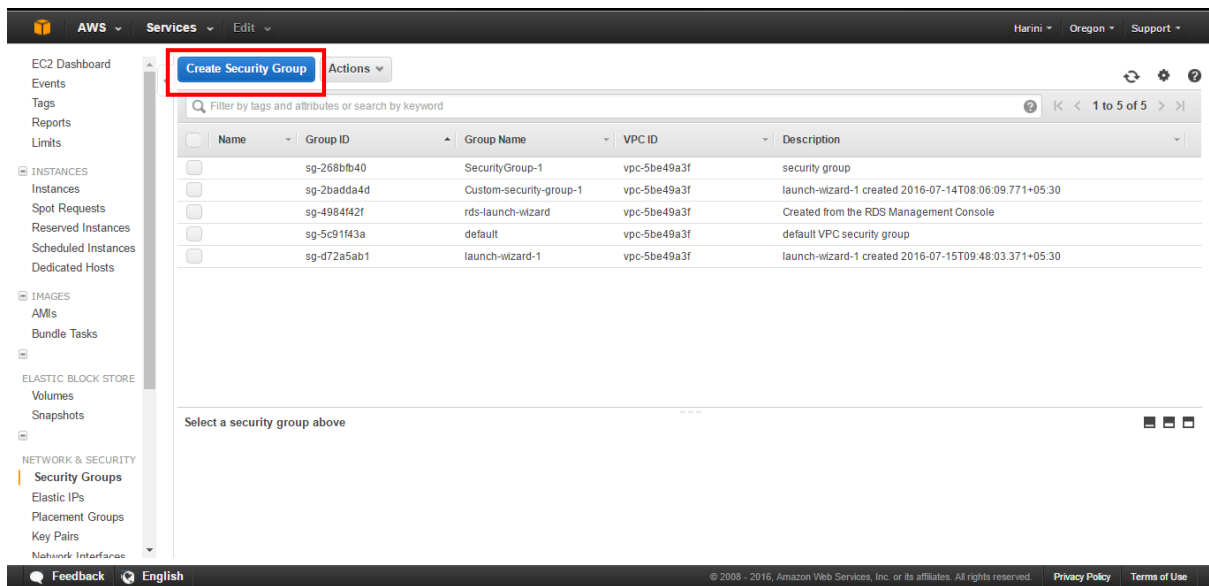 AWS Services Edit Harini Oregon Support
EC2 Dashboard
Events
Tags
Reports
Limits
INSTANCES
Instances
Spot Requests
Reserved Instances
Scheduled Instances
Dedicated Hosts
IMAGES
AMIs
Bundle Tasks
ELASTIC BLOCK STORE
Volumes
Snapshots
NETWORK & SECURITY
Security Groups
Elastic IPs
Placement Groups
Key Pairs
Network Interfaces
Create Security Group Actions
Filter by tags and attributes or search by keyword 1 to 5 of 5
Name Group ID Group Name VPC ID Description
sg-268bfb40 SecurityGroup-1 vpc-5be49a3f security group
sg-2badda4d Custom-security-group-1 vpc-5be49a3f launch-wizard-1 created 2016-07-14T08:06:09.771+05:30
sg-4984f42f rds-launch-wizard vpc-5be49a3f Created from the RDS Management Console
sg-5c91f43a default vpc-5be49a3f default VPC security group
sg-d72a5ab1 launch-wizard-1 vpc-5be49a3f launch-wizard-1 created 2016-07-15T09:48:03.371+05:30
Select a security group above
Feedback English © 2008 - 2016, Amazon Web Services, Inc. or its affiliates. All rights reserved. Privacy Policy Terms of Use